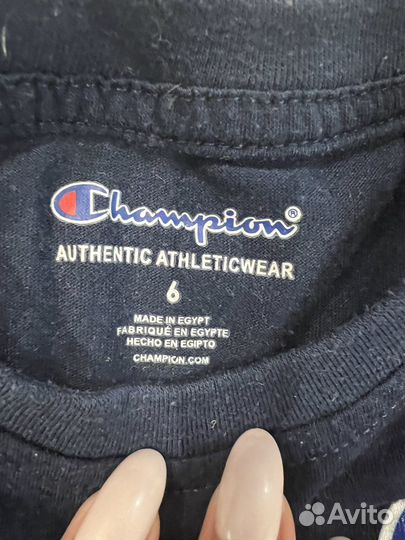 Champion®
AUTHENTIC ATHLETICWEAR
6
MADE IN EGYPT
FABRIQUÉ EN EGYPTE
HECHO EN EGIPTO
CHAMPION.COM
Avito